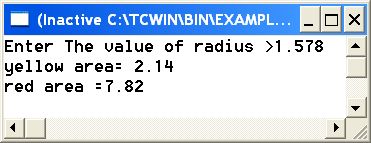 (Inactive C:\TCWIN\BIN\EXAMPL...
Enter The value of radius >1.578
yellow area= 2.14
red area =7.82